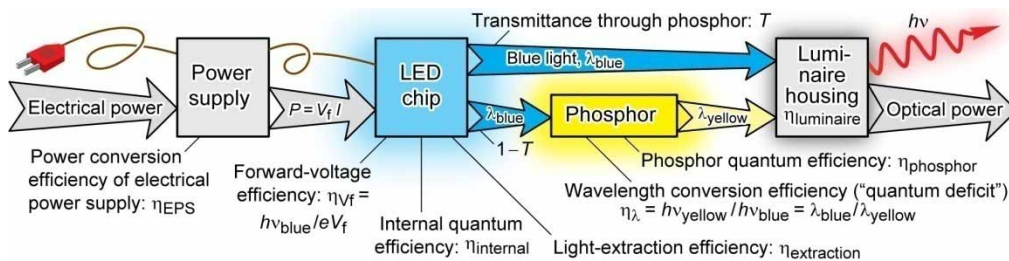 Transmittance through phosphor: T
hν
Power
supply
LED
chip
Blue light, λblue
Lumi-
naire
housing
ηluminaire
Electrical power
P = Vf I
λblue
Phosphor
λyellow
Optical power
1 – T
Power conversion
efficiency of electrical
power supply: ηEPS
Forward-voltage
efficiency: ηVf =
hνblue / eVf
Internal quantum
efficiency: ηinternal
Phosphor quantum efficiency: ηphosphor
Wavelength conversion efficiency (“quantum deficit”)
ηλ = hνyellow / hνblue = λblue / λyellow
Light-extraction efficiency: ηextraction